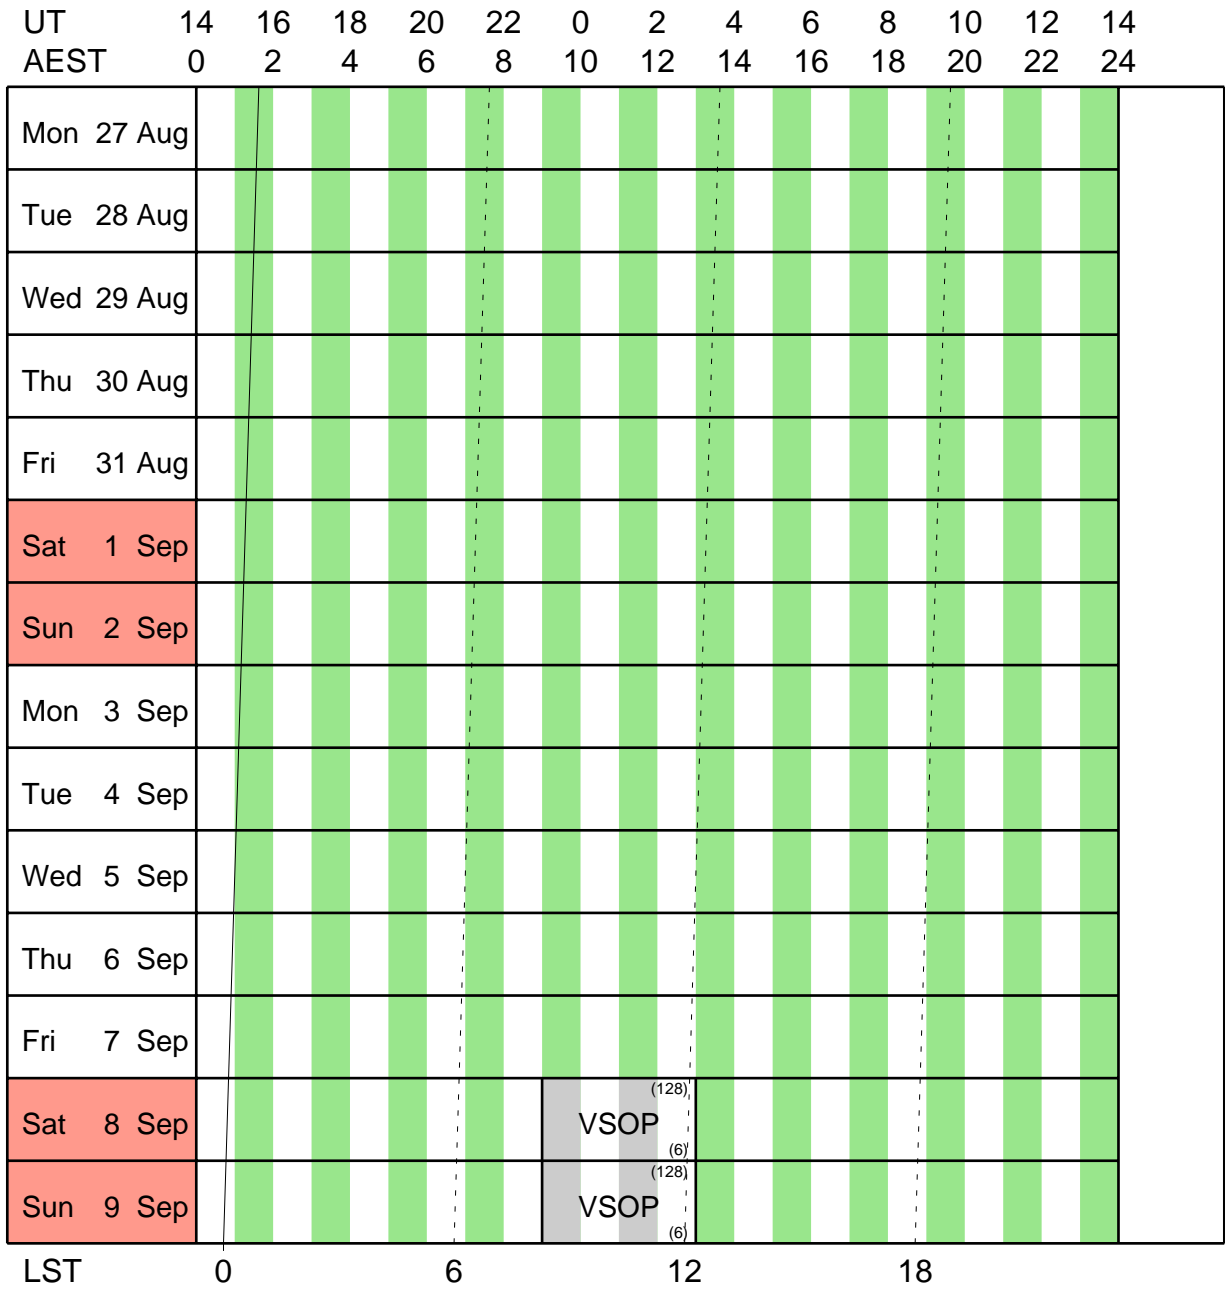 UT 14 16 18 20 22 0 2 4 6 8 10 12 14
AEST 0 2 4 6 8 10 12 14 16 18 20 22 24
Mon 27 Aug
Tue 28 Aug
Wed 29 Aug
Thu 30 Aug
Fri 31 Aug
Sat 1 Sep
Sun 2 Sep
Mon 3 Sep
Tue 4 Sep
Wed 5 Sep
Thu 6 Sep
Fri 7 Sep
(128)
Sat 8 Sep VSOP
(6)
(128)
Sun 9 Sep VSOP
(6)
LST 0 6 12 18